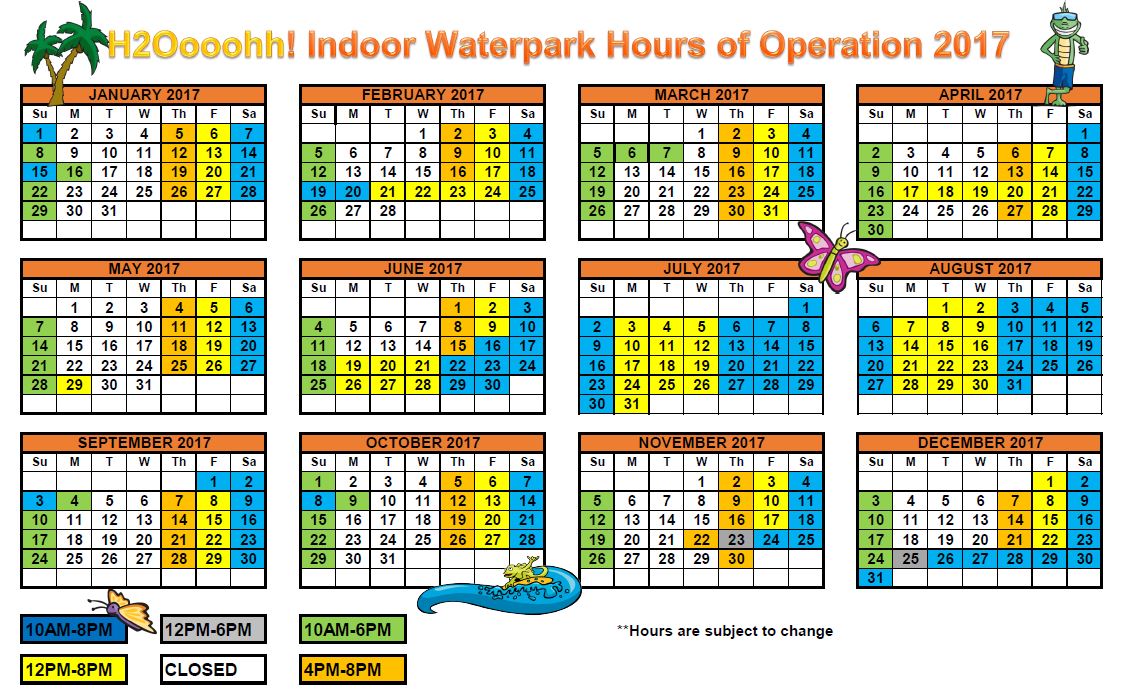 H2Oooohh! Indoor Waterpark Hours of Operation 2017
JANUARY 2017 FEBRUARY 2017 MARCH 2017 APRIL 2017
Su M T W Th F Sa Su M T W Th F Sa Su M T W Th F Sa Su M T W Th F Sa
1 2 3 4 5 6 7 1 2 3 4 1 2 3 4 1
8 9 10 11 12 13 14 5 6 7 8 9 10 11 5 6 7 8 9 10 11 2 3 4 5 6 7 8
15 16 17 18 19 20 21 12 13 14 15 16 17 18 12 13 14 15 16 17 18 9 10 11 12 13 14 15
22 23 24 25 26 27 28 19 20 21 22 23 24 25 19 20 21 22 23 24 25 16 17 18 19 20 21 22
29 30 31 26 27 28 26 27 28 29 30 31 23 24 25 26 27 28 29
30
MAY 2017 JUNE 2017 JULY 2017 AUGUST 2017
Su M T W Th F Sa Su M T W Th F Sa Su M T W Th F Sa Su M T W Th F Sa
1 2 3 4 5 6 1 2 3 1 1 2 3 4 5
7 8 9 10 11 12 13 4 5 6 7 8 9 10 2 3 4 5 6 7 8 6 7 8 9 10 11 12
14 15 16 17 18 19 20 11 12 13 14 15 16 17 9 10 11 12 13 14 15 13 14 15 16 17 18 19
21 22 23 24 25 26 27 18 19 20 21 22 23 24 16 17 18 19 20 21 22 20 21 22 23 24 25 26
28 29 30 31 25 26 27 28 29 30 23 24 25 26 27 28 29 27 28 29 30 31
30 31
SEPTEMBER 2017 OCTOBER 2017 NOVEMBER 2017 DECEMBER 2017
Su M T W Th F Sa Su M T W Th F Sa Su M T W Th F Sa Su M T W Th F Sa
1 2 1 2 3 4 5 6 7 1 2 3 4 1 2
3 4 5 6 7 8 9 8 9 10 11 12 13 14 5 6 7 8 9 10 11 3 4 5 6 7 8 9
10 11 12 13 14 15 16 15 16 17 18 19 20 21 12 13 14 15 16 17 18 10 11 12 13 14 15 16
17 18 19 20 21 22 23 22 23 24 25 26 27 28 19 20 21 22 23 24 25 17 18 19 20 21 22 23
24 25 26 27 28 29 30 29 30 31 26 27 28 29 30 24 25 26 27 28 29 30
31
10AM-8PM 12PM-6PM 10AM-6PM **Hours are subject to change
12PM-8PM CLOSED 4PM-8PM